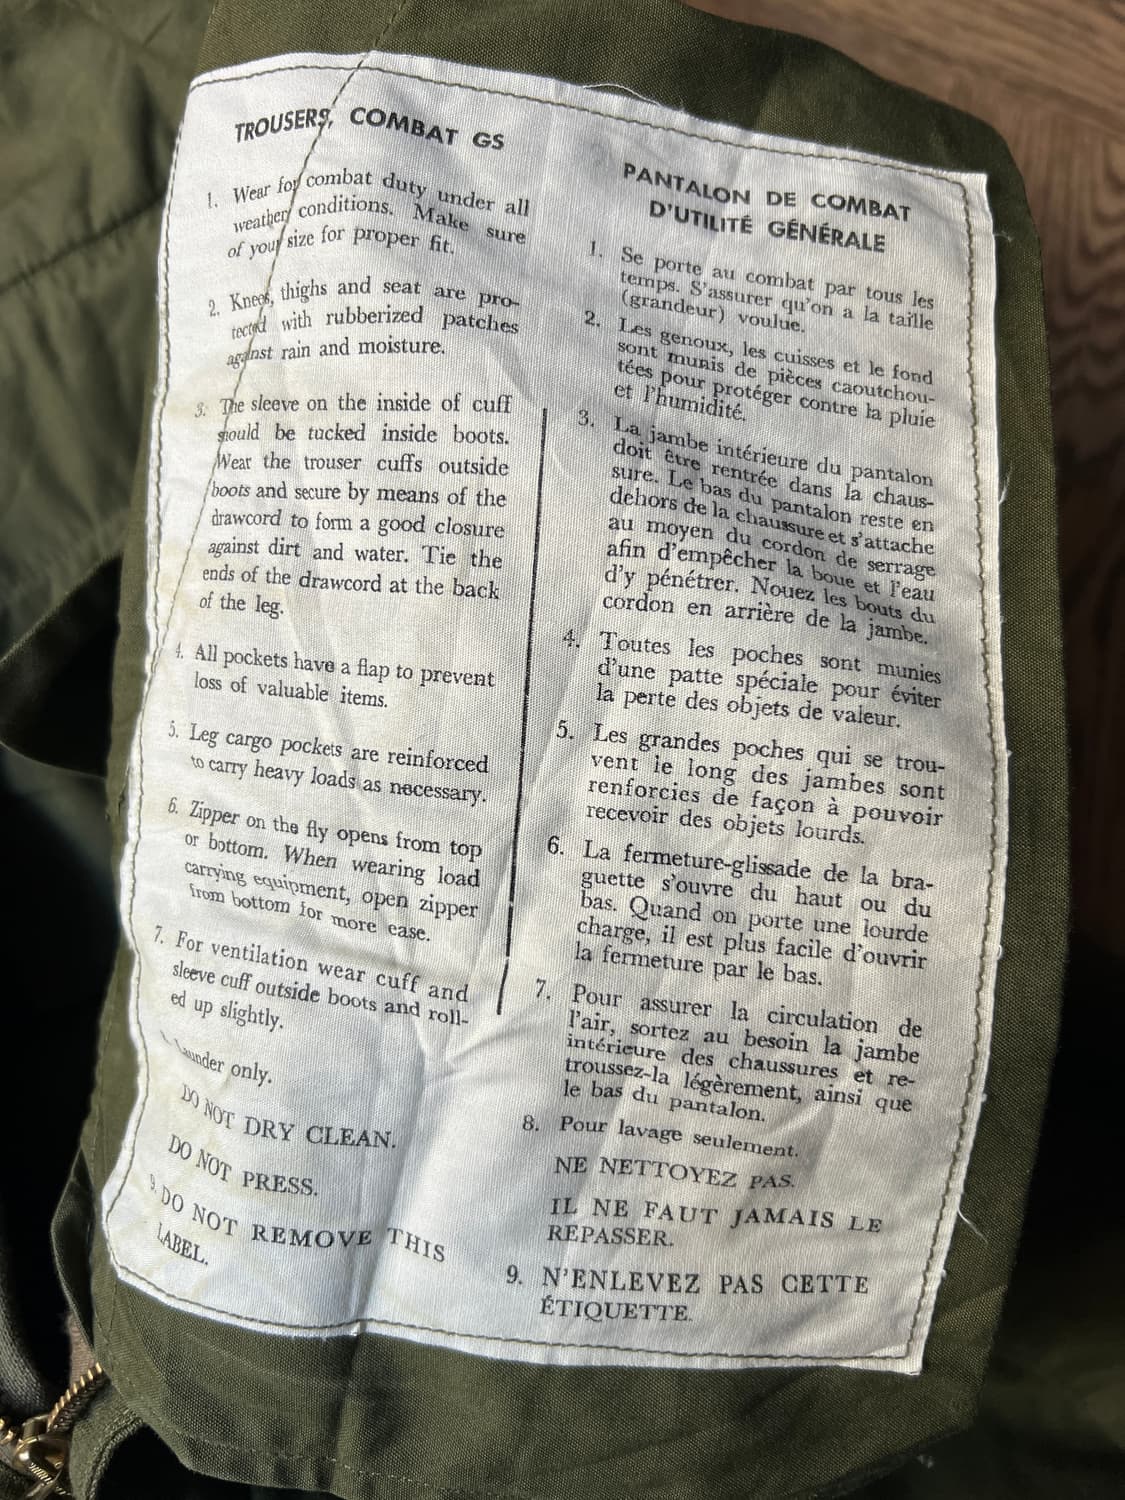 TROUSERS, COMBAT GS
1. Wear for combat duty under all
weather conditions. Make sure
of your size for proper fit.
2. Knees, thighs and seat are pro-
tected with rubberized patches
against rain and moisture.
3. The sleeve on the inside of cuff
should be tucked inside boots.
Wear the trouser cuffs outside
boots and secure by means of the
drawcord to form a good closure
against dirt and water. Tie the
ends of the drawcord at the back
of the leg.
4. All pockets have a flap to prevent
loss of valuable items.
5. Leg cargo pockets are reinforced
to carry heavy loads as necessary.
6. Zipper on the fly opens from top
or bottom. When wearing load
carrying equipment, open zipper
from bottom for more ease.
7. For ventilation wear cuff and
sleeve cuff outside boots and roll-
ed up slightly.
Launder only.
DO NOT DRY CLEAN.
DO NOT PRESS.
9. DO NOT REMOVE THIS
LABEL.
PANTALON DE COMBAT
D'UTILITÉ GÉNÉRALE
1. Se porte au combat par tous les
temps. S'assurer qu'on a la taille
(grandeur) voulue.
2. Les genoux, les cuisses et le fond
sont munis de pièces caoutchou-
tées pour protéger contre la pluie
et l'humidité.
3. La jambe intérieure du pantalon
doit être rentrée dans la chaus-
sure. Le bas du pantalon reste en
dehors de la chaussure et s'attache
au moyen du cordon de serrage
afin d'empêcher la boue et l'eau
d'y pénétrer. Nouez les bouts du
cordon en arrière de la jambe.
4. Toutes les poches sont munies
d'une patte spéciale pour éviter
la perte des objets de valeur.
5. Les grandes poches qui se trou-
vent le long des jambes sont
renforcies de façon à pouvoir
recevoir des objets lourds.
6. La fermeture-glissade de la bra-
guette s'ouvre du haut ou du
bas. Quand on porte une lourde
charge, il est plus facile d'ouvrir
la fermeture par le bas.
7. Pour assurer la circulation de
l'air, sortez au besoin la jambe
intérieure des chaussures et re-
troussez-la légèrement, ainsi que
le bas du pantalon.
8. Pour lavage seulement.
NE NETTOYEZ PAS.
IL NE FAUT JAMAIS LE
REPASSER.
9. N'ENLEVEZ PAS CETTE
ÉTIQUETTE.